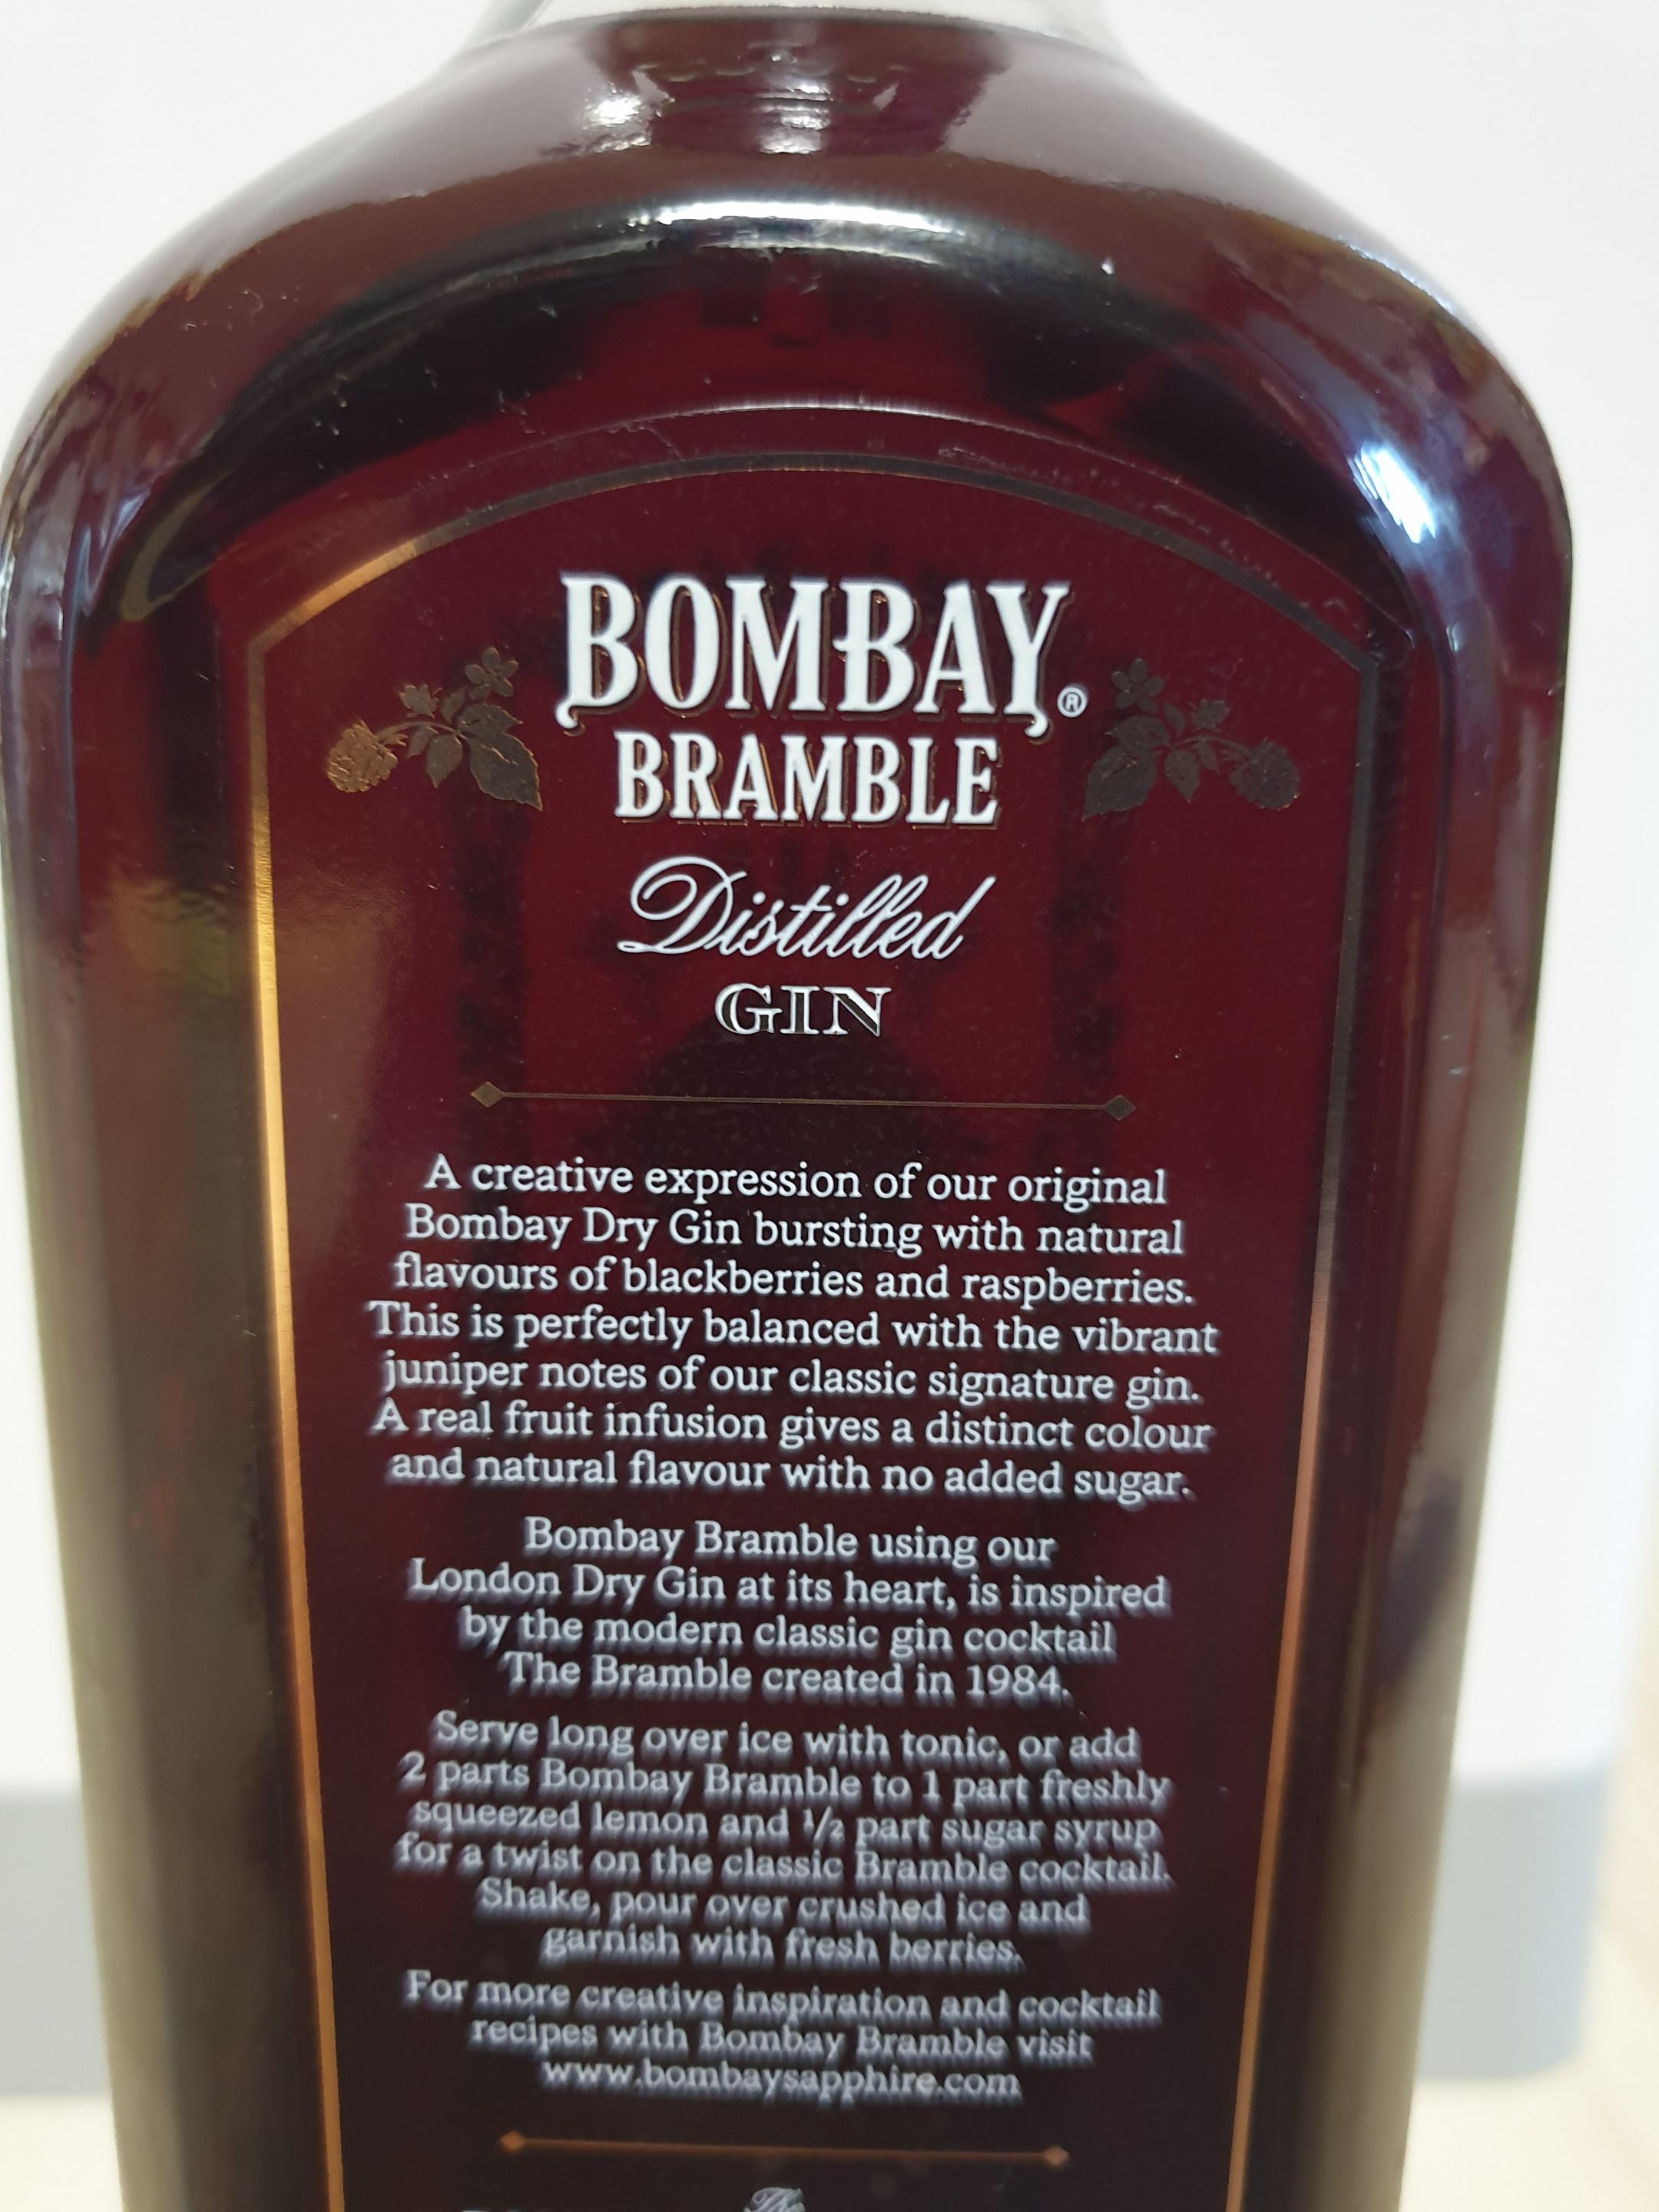 BOMBAY®
BRAMBLE
Distilled
GIN
A creative expression of our original
Bombay Dry Gin bursting with natural
flavours of blackberries and raspberries.
This is perfectly balanced with the vibrant
juniper notes of our classic signature gin.
A real fruit infusion gives a distinct colour
and natural flavour with no added sugar.
Bombay Bramble using our
London Dry Gin at its heart, is inspired
by the modern classic gin cocktail
The Bramble created in 1984.
Serve long over ice with tonic, or add
2 parts Bombay Bramble to 1 part freshly
squeezed lemon and ½ part sugar syrup
for a twist on the classic Bramble cocktail.
Shake, pour over crushed ice and
garnish with fresh berries.
For more creative inspiration and cocktail
recipes with Bombay Bramble visit
www.bombaysapphire.com
The